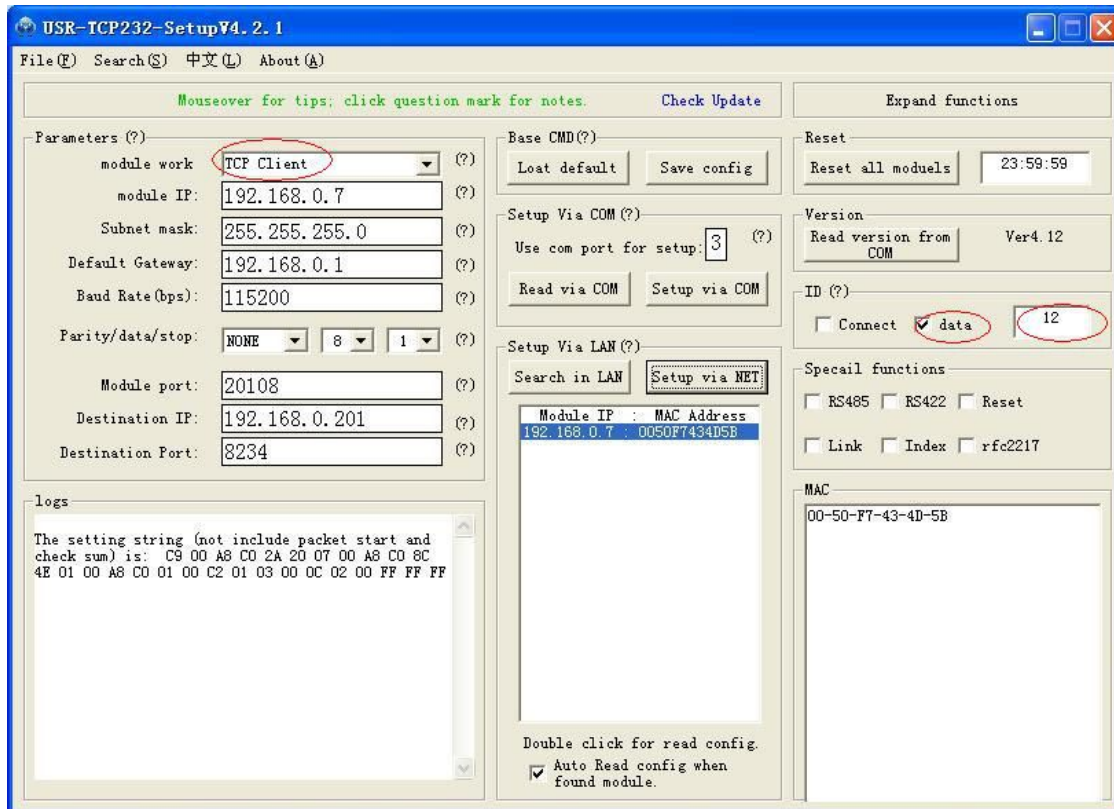 USR-TCP232-SetupV4.2.1
File(F) Search(S) 中文(L) About(A)
Mouseover for tips; click question mark for notes. Check Update
Expand functions
Parameters (?)
module work TCP Client (?)
module IP: 192.168.0.7 (?)
Subnet mask: 255.255.255.0 (?)
Default Gateway: 192.168.0.1 (?)
Baud Rate(bps): 115200 (?)
Parity/data/stop: NONE 8 1 (?)
Module port: 20108 (?)
Destination IP: 192.168.0.201 (?)
Destination Port: 8234 (?)
logs
The setting string (not include packet start and
check sum) is: C9 00 A8 C0 2A 20 07 00 A8 C0 8C
4E 01 00 A8 C0 01 00 C2 01 03 00 0C 02 00 FF FF FF
Base CMD(?)
Loat default Save config
Setup Via COM(?)
Use com port for setup: 3 (?)
Read via COM Setup via COM
Setup Via LAN(?)
Search in LAN Setup via NET
Module IP : MAC Address
192.168.0.7 : 0050F7434D5B
Double click for read config.
Auto Read config when
found module.
Reset
Reset all moduels 23:59:59
Version
Read version from
COM
Ver4.12
ID (?)
Connect data 12
Specail functions
RS485 RS422 Reset
Link Index rfc2217
MAC
00-50-F7-43-4D-5B